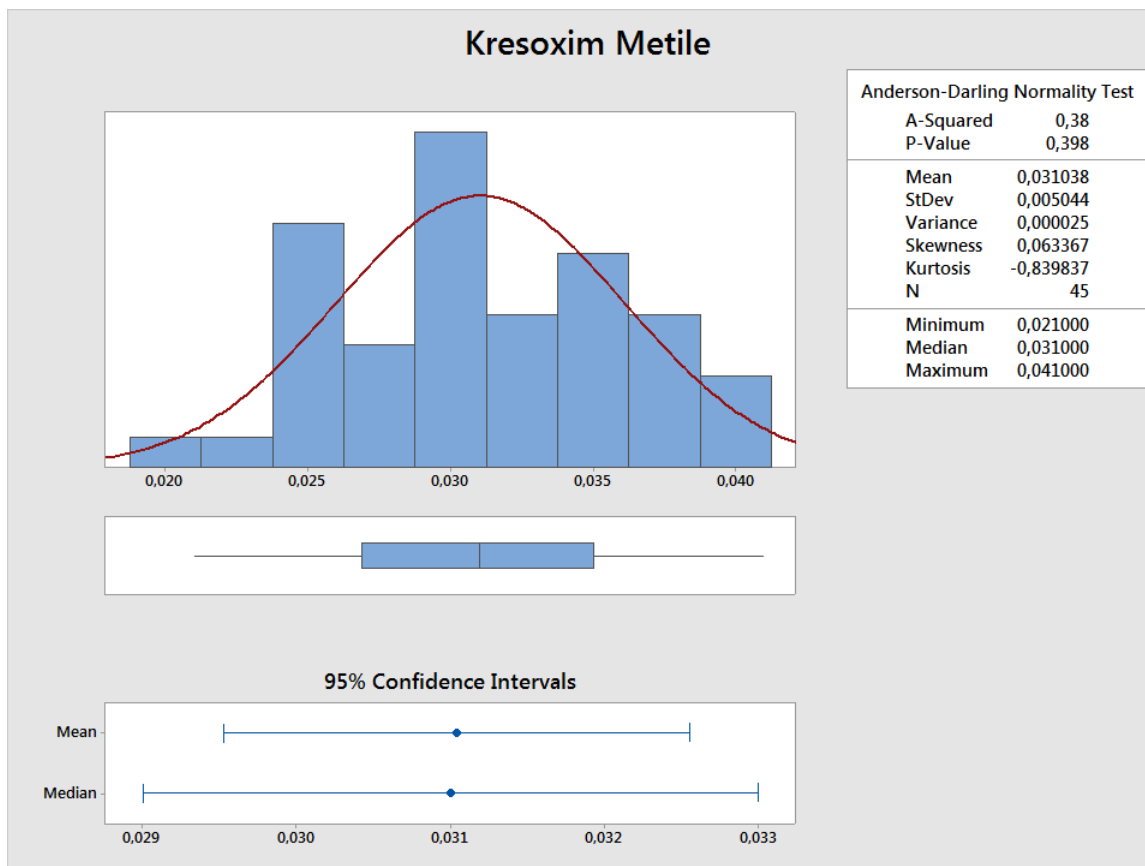 Kresoxim Metile
Anderson-Darling Normality Test
A-Squared 0,38
P-Value 0,398
Mean 0,031038
StDev 0,005044
Variance 0,000025
Skewness 0,063367
Kurtosis -0,839837
N 45
Minimum 0,021000
Median 0,031000
Maximum 0,041000
0,020 0,025 0,030 0,035 0,040
95% Confidence Intervals
Mean
Median
0,029 0,030 0,031 0,032 0,033